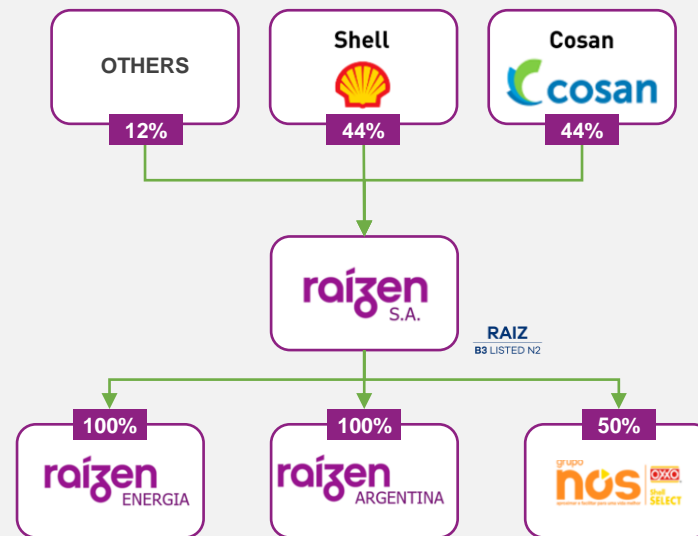 OTHERS
Shell
Cosan
cosan
12%
44%
44%
raízen
S.A.
RAIZ
B3 LISTED N2
100%
100%
50%
raízen
ENERGIA
raízen
ARGENTINA
grupo
nós
OXXO
Shell
SELECT